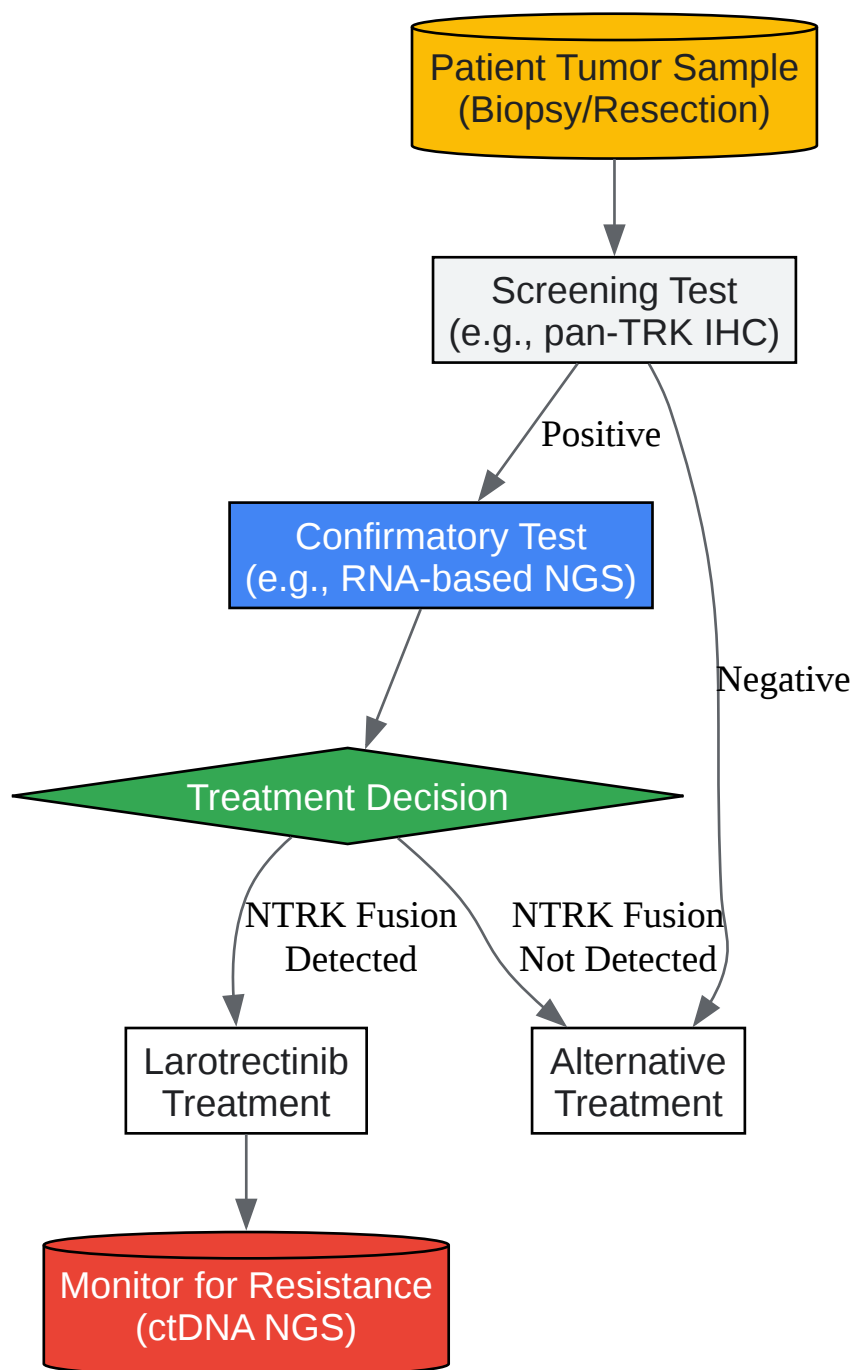 Patient Tumor Sample
(Biopsy/Resection)
Screening Test
(e.g., pan-TRK IHC)
Positive
Confirmatory Test
(e.g., RNA-based NGS)
Negative
Treatment Decision
NTRK Fusion
Detected
NTRK Fusion
Not Detected
Larotrectinib
Treatment
Alternative
Treatment
Monitor for Resistance
(ctDNA NGS)